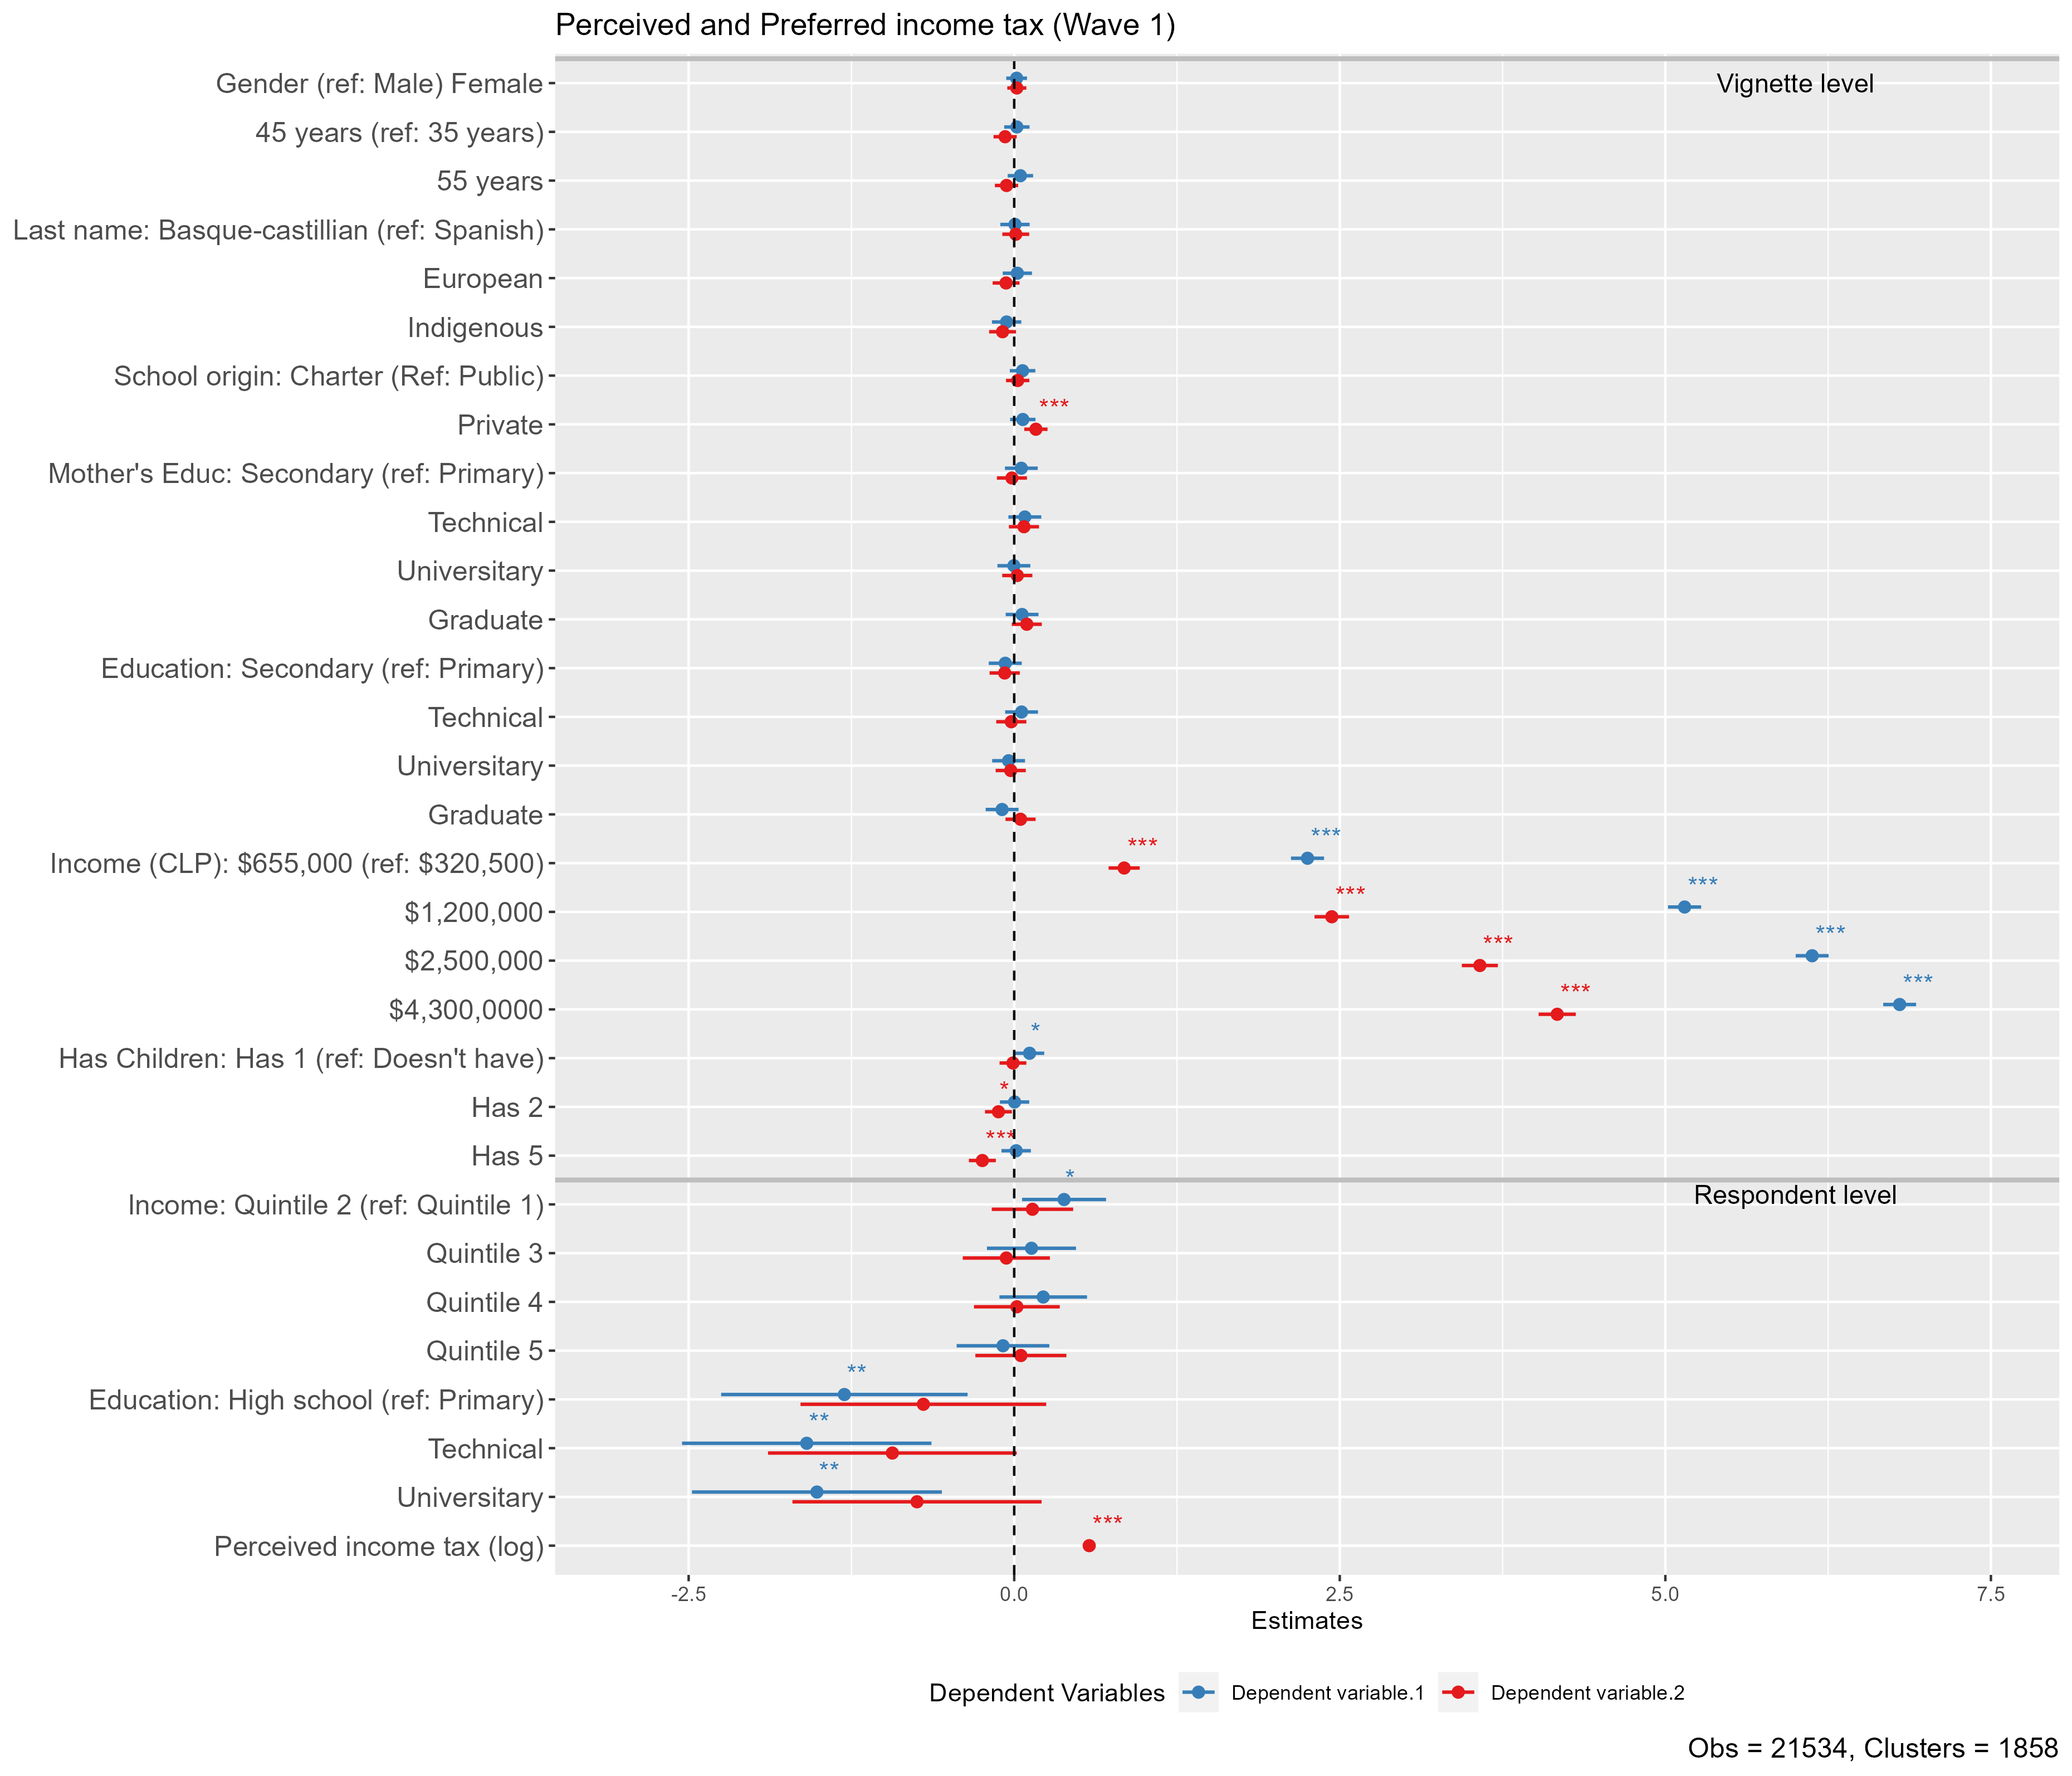 Perceived and Preferred income tax (Wave 1)
Gender (ref: Male) Female
Vignette level
45 years (ref: 35 years)
55 years
Last name: Basque-castillian (ref: Spanish)
European
Indigenous
School origin: Charter (Ref: Public)
***
Private
Mother's Educ: Secondary (ref: Primary)
Technical
Universitary
Graduate
Education: Secondary (ref: Primary)
Technical
Universitary
Graduate
*** ***
Income (CLP): $655,000 (ref: $320,500)
*** ***
$1,200,000
*** ***
$2,500,000
*** ***
$4,300,0000
*
Has Children: Has 1 (ref: Doesn't have)
*
Has 2
***
Has 5
*
Income: Quintile 2 (ref: Quintile 1)
Respondent level
Quintile 3
Quintile 4
Quintile 5
**
Education: High school (ref: Primary)
**
Technical
**
Universitary
***
Perceived income tax (log)
-2.5 0.0 2.5 5.0 7.5
Estimates
Dependent Variables Dependent variable.1 Dependent variable.2
Obs = 21534, Clusters = 1858